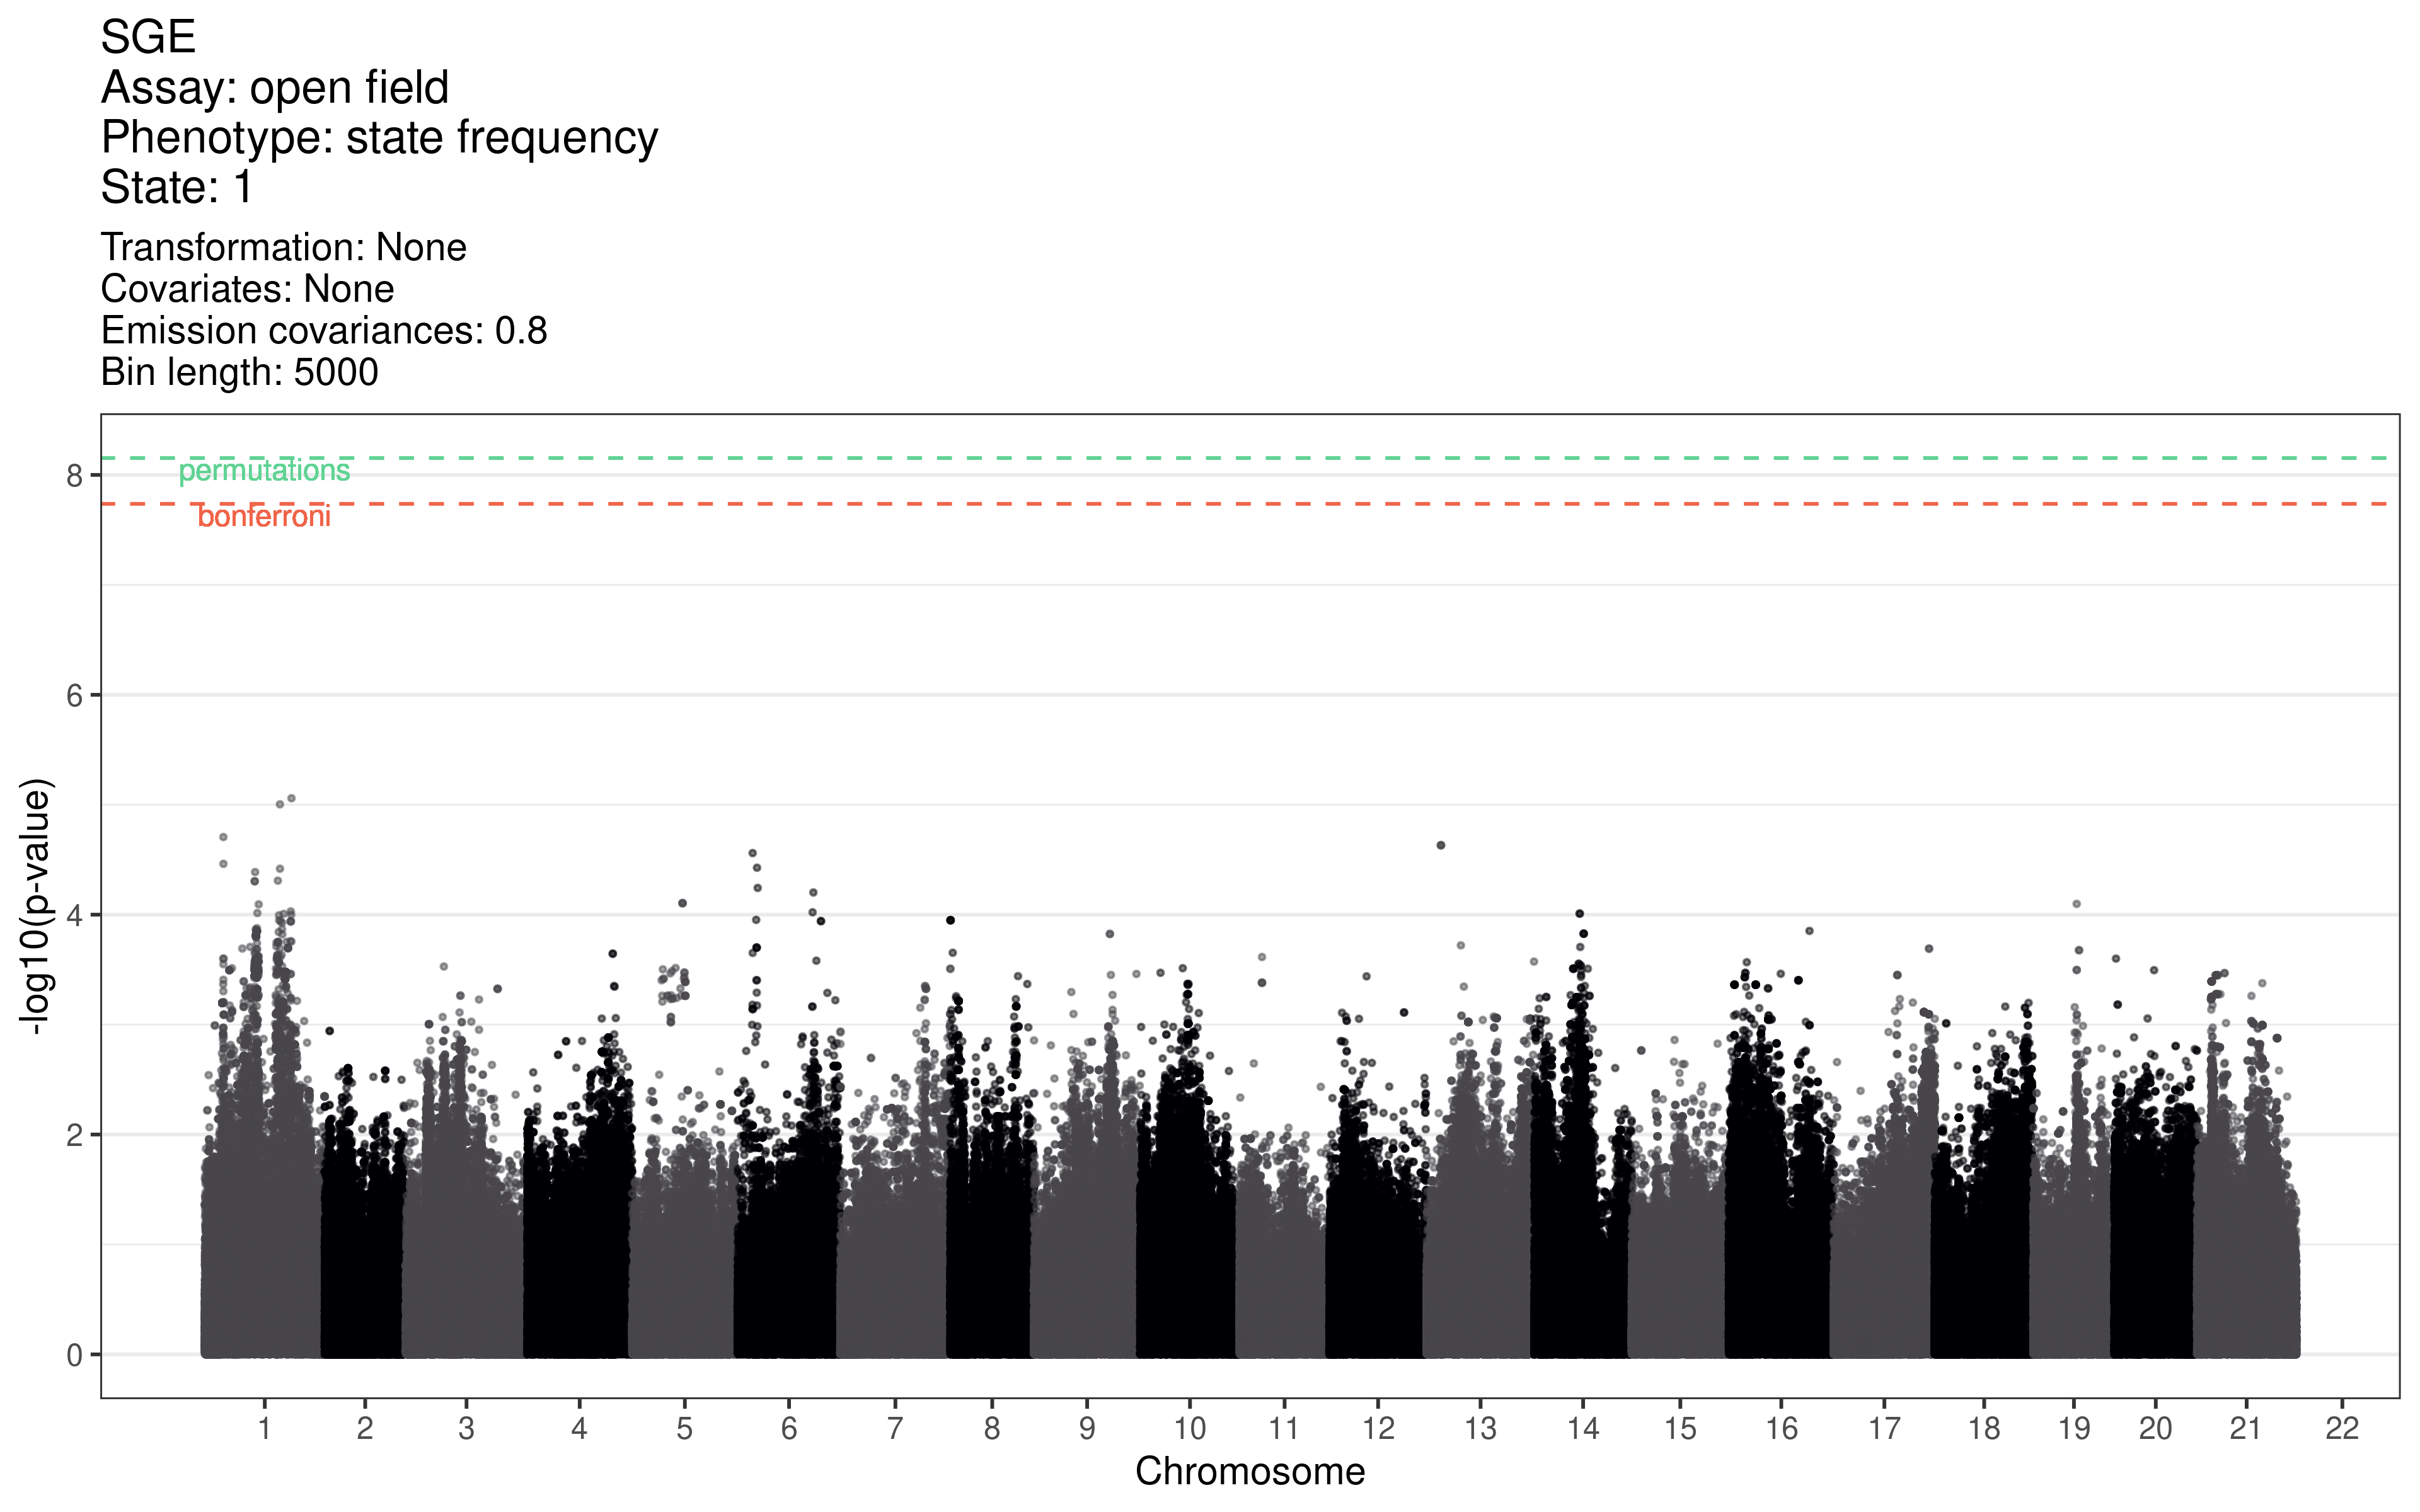 SGE
Assay: open field
Phenotype: state frequency
State: 1
Transformation: None
Covariates: None
Emission covariances: 0.8
Bin length: 5000
permutations
bonferroni
8
6
4
2
0
-log10(p-value)
1 2 3 4 5 6 7 8 9 10 11 12 13 14 15 16 17 18 19 20 21 22
Chromosome